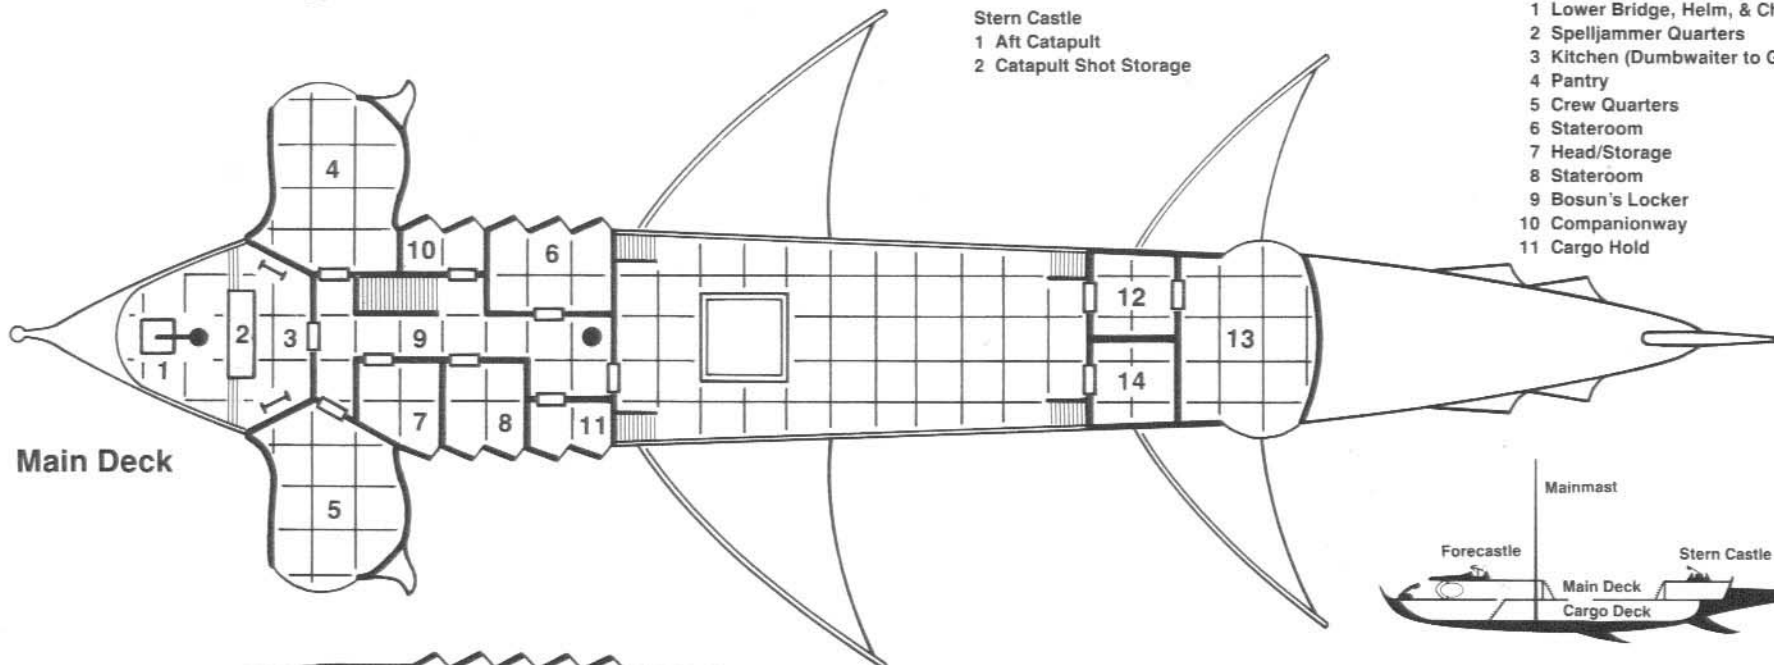 Stern Castle
1 Aft Catapult
2 Catapult Shot Storage
1 Lower Bridge, Helm, &
2 Spelljammer Quarters
3 Kitchen (Dumbwaiter to
4 Pantry
5 Crew Quarters
6 Stateroom
7 Head/Storage
8 Stateroom
9 Bosun's Locker
10 Companionway
11 Cargo Hold
4
10
6
12
1
2
3
9
13
14
7
8
11
5
Main Deck
Mainmast
Forecastle
Stern Castle
Main Deck
Cargo Deck